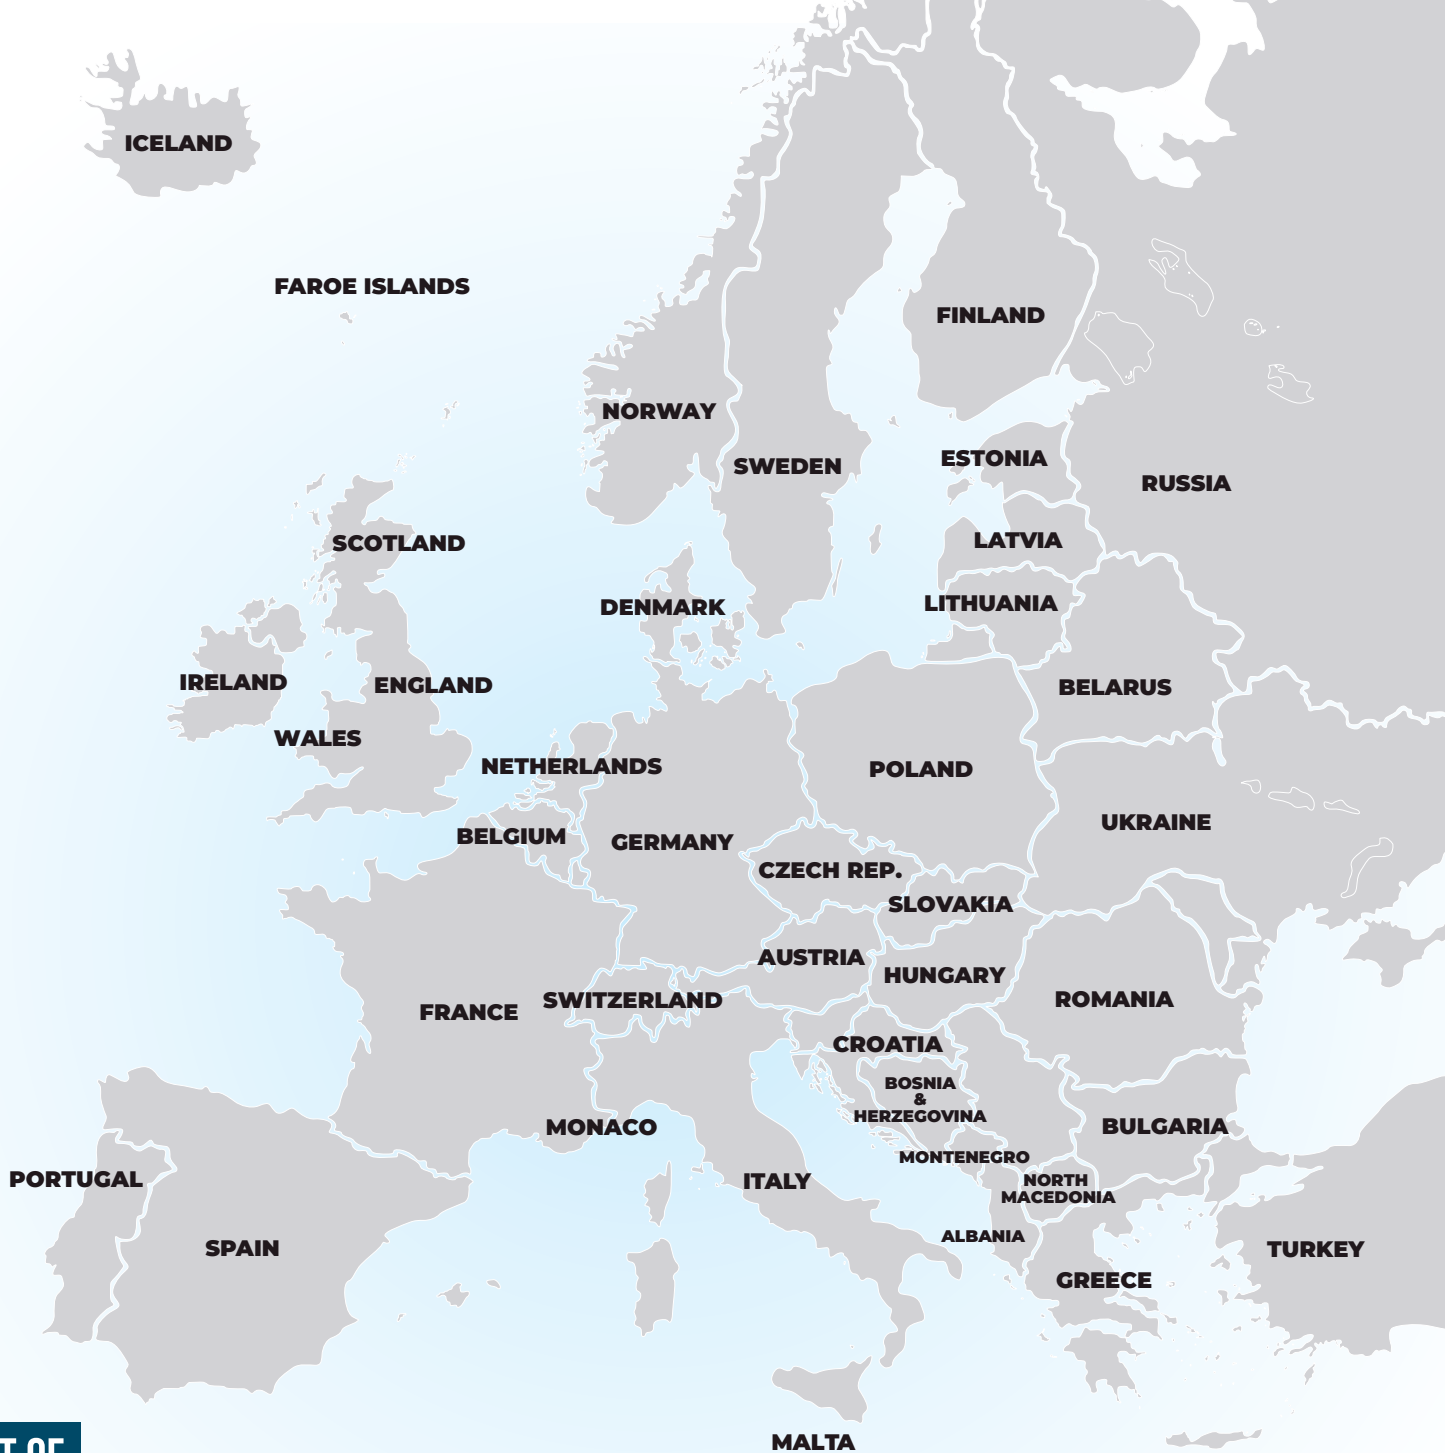 ICELAND
FAROE ISLANDS
FINLAND
NORWAY
SWEDEN
ESTONIA
RUSSIA
SCOTLAND
LATVIA
DENMARK
LITHUANIA
IRELAND
ENGLAND
BELARUS
WALES
NETHERLANDS
POLAND
UKRAINE
BELGIUM
GERMANY
CZECH REP.
SLOVAKIA
AUSTRIA
HUNGARY
FRANCE
SWITZERLAND
ROMANIA
CROATIA
BOSNIA
&
HERZEGOVINA
MONACO
BULGARIA
MONTENEGRO
PORTUGAL
ITALY
NORTH
MACEDONIA
ALBANIA
SPAIN
TURKEY
GREECE
MALTA